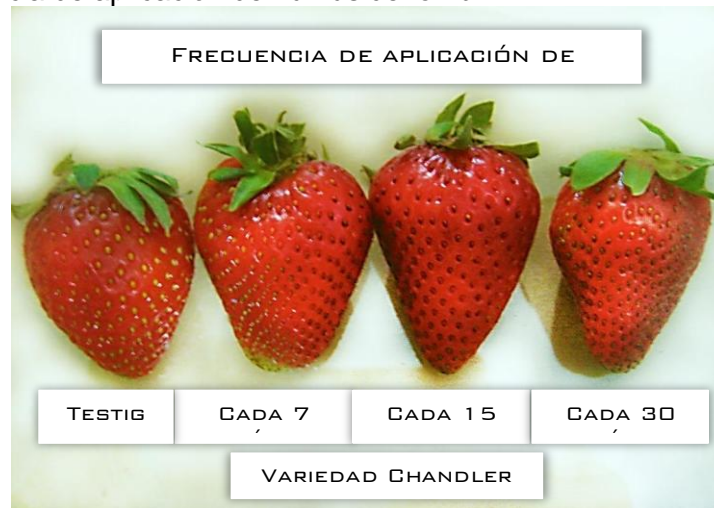 FRECUENCIA DE APLICACIÓN DE
TESTIG
CADA 7
CADA 15
CADA 30
VARIEDAD CHANDLER